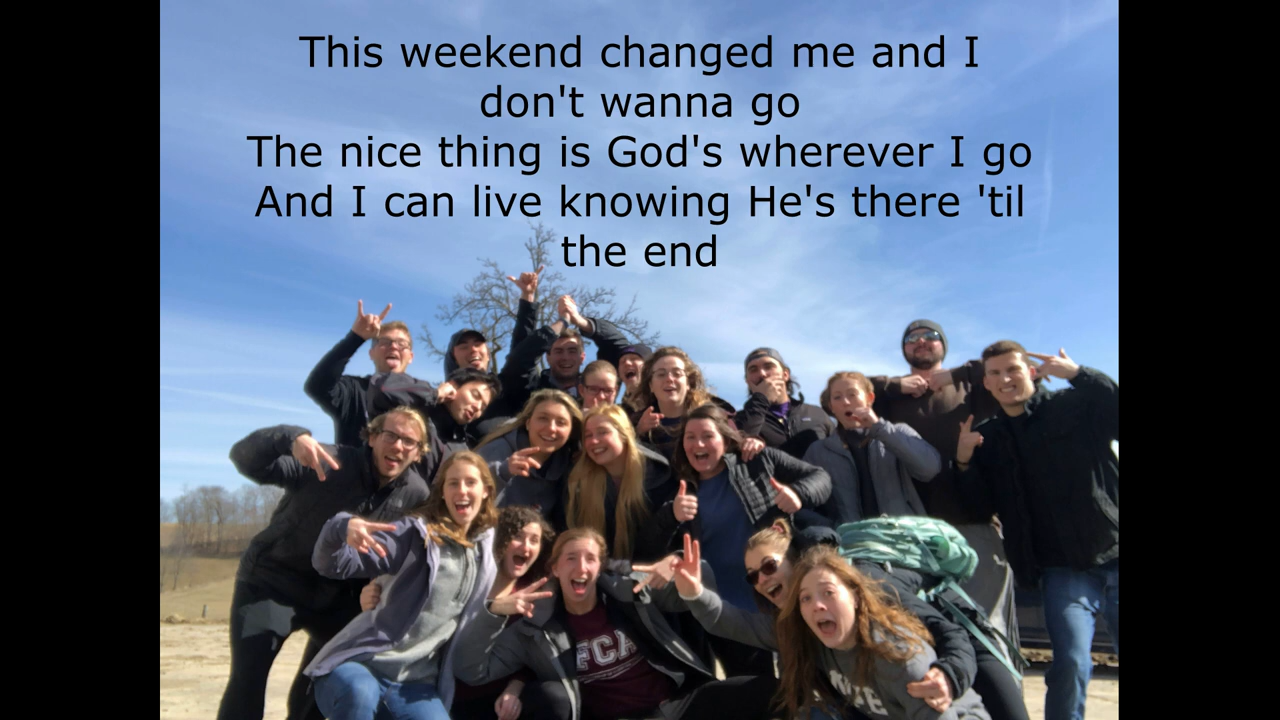 This weekend changed me and I
don't wanna go
The nice thing is God's wherever I go
And I can live knowing He's there 'til
the end
FCA